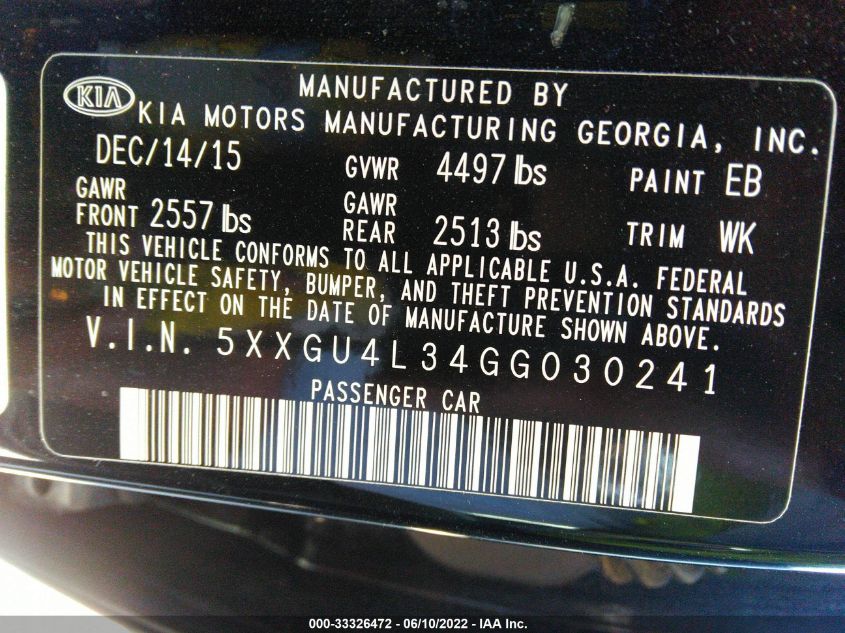 KIA
MANUFACTURED BY
KIA MOTORS MANUFACTURING GEORGIA, INC.
DEC/14/15 GVWR 4497 lbs PAINT EB
GAWR FRONT 2557 lbs GAWR REAR 2513 lbs TRIM WK
THIS VEHICLE CONFORMS TO ALL APPLICABLE U.S.A. FEDERAL
MOTOR VEHICLE SAFETY, BUMPER, AND THEFT PREVENTION STANDARDS
IN EFFECT ON THE DATE OF MANUFACTURE SHOWN ABOVE.
V.I.N. 5XXGU4L34GG030241
PASSENGER CAR
000-33326472 - 06/10/2022 - IAA Inc.